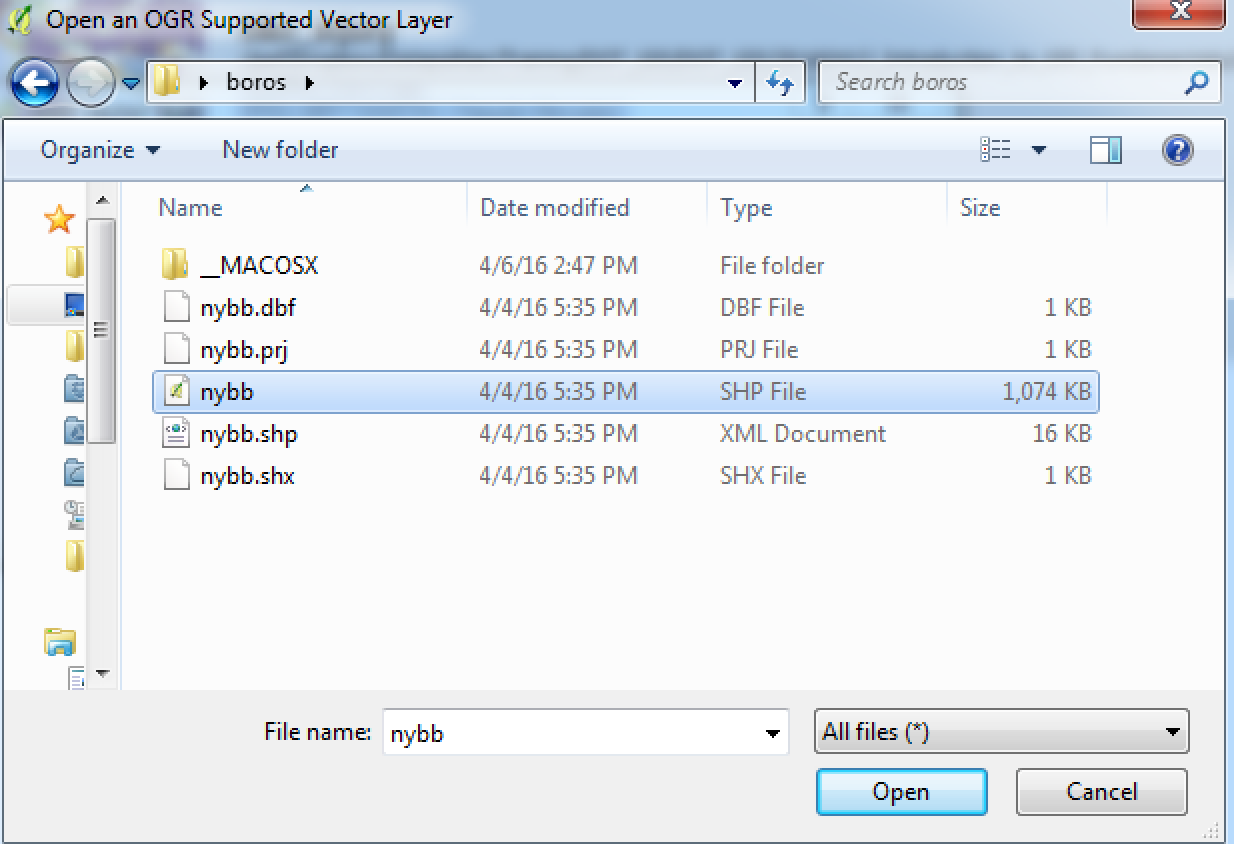 Open an OGR Supported Vector Layer
boros
Search boros
Organize New folder
Name Date modified Type Size
__MACOSX 4/6/16 2:47 PM File folder
nybb.dbf 4/4/16 5:35 PM DBF File 1 KB
nybb.prj 4/4/16 5:35 PM PRJ File 1 KB
nybb 4/4/16 5:35 PM SHP File 1,074 KB
nybb.shp 4/4/16 5:35 PM XML Document 16 KB
nybb.shx 4/4/16 5:35 PM SHX File 1 KB
File name: nybb All files (*)
Open Cancel